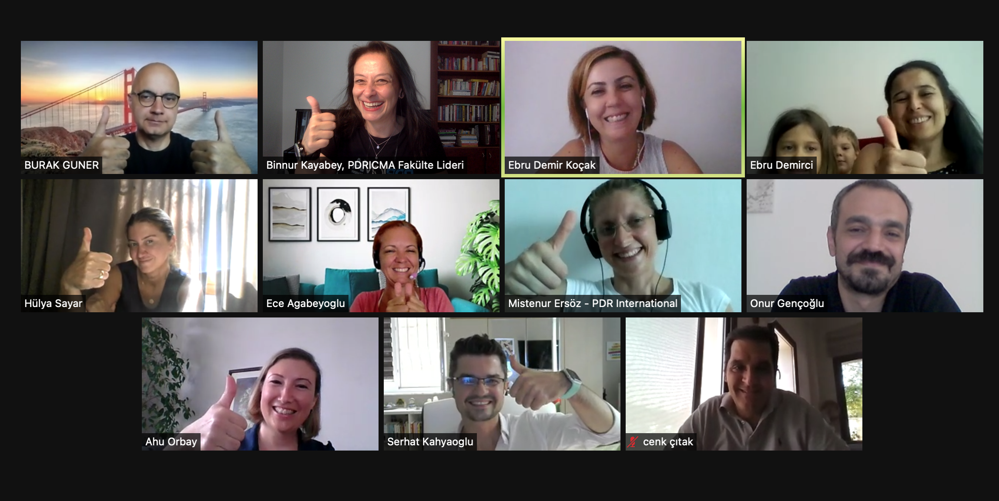 BURAK GUNER
Binnur Kayabey, PDRICMA Fakülte Lideri
Ebru Demir Koçak
Ebru Demirci
Hülya Sayar
Ece Agabeyoglu
Mistenur Ersöz - PDR International
Onur Gençoğlu
Ahu Orbay
Serhat Kahyaoglu
cenk çıtak